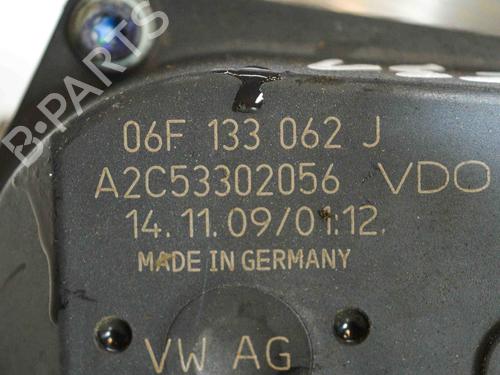 B-PARTS
06F 133 062 J
A2C53302056 VDO
14.11.09/01:12.
MADE IN GERMANY
VW AG